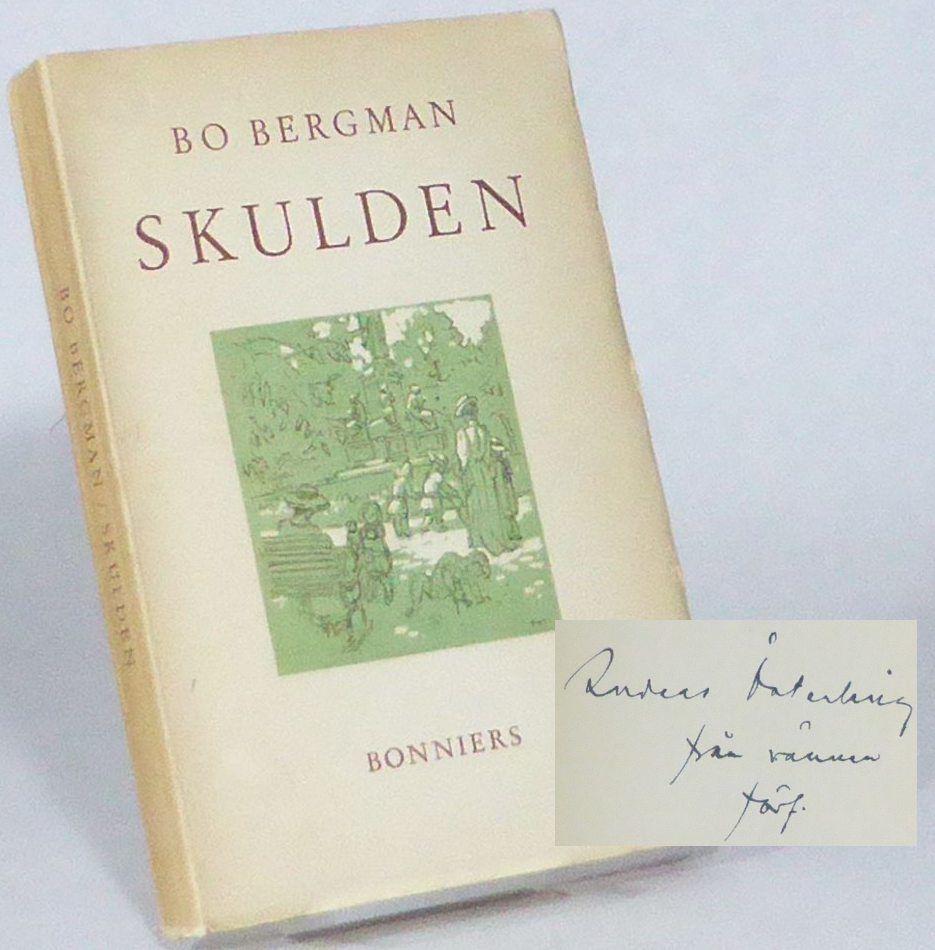 BO BERGMAN
SKULDEN
BONNIERS
BO BERGMAN / SKULDEN
Anders Österling
från vännen
förf.